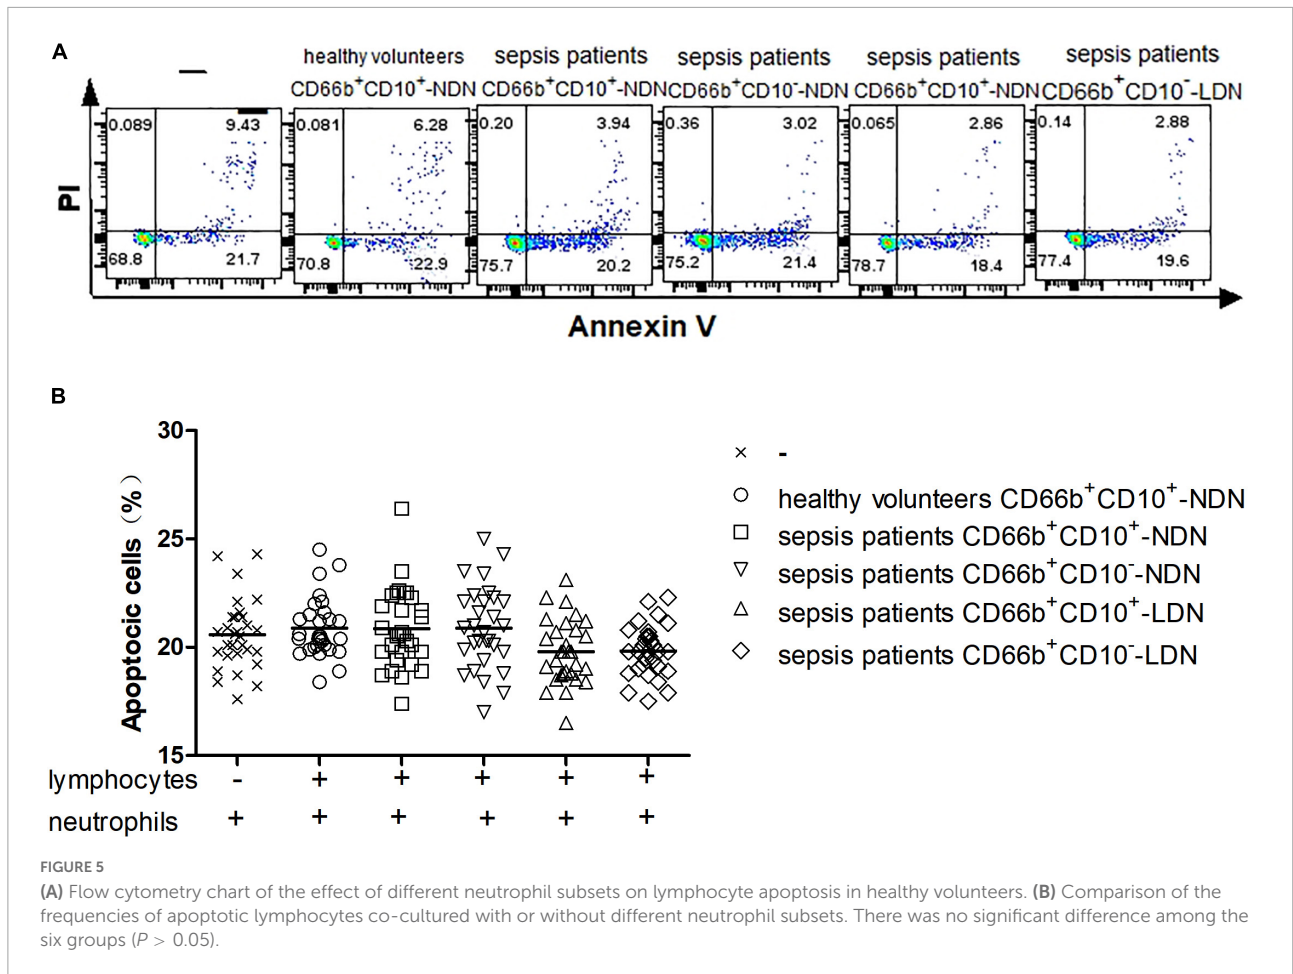 A
healthy volunteers sepsis patients sepsis patients sepsis patients sepsis patients
—
CD66b+CD10+-NDN CD66b+CD10+-NDN CD66b+CD10--NDN CD66b+CD10+-NDN CD66b+CD10--LDN
0.089 9.43 0.081 6.28 0.20 3.94 0.36 3.02 0.065 2.86 0.14 2.88
PI
68.8 21.7 70.8 22.9 75.7 20.2 75.2 21.4 78.7 18.4 77.4 19.6
Annexin V
B
30
25
20
15
Apoptocic cells (%)
-
healthy volunteers CD66b+CD10+-NDN
sepsis patients CD66b+CD10+-NDN
sepsis patients CD66b+CD10--NDN
sepsis patients CD66b+CD10+-LDN
sepsis patients CD66b+CD10--LDN
lymphocytes - + + + + +
neutrophils + + + + + +
FIGURE 5
(A) Flow cytometry chart of the effect of different neutrophil subsets on lymphocyte apoptosis in healthy volunteers. (B) Comparison of the
frequencies of apoptotic lymphocytes co-cultured with or without different neutrophil subsets. There was no significant difference among the
six groups (P > 0.05).